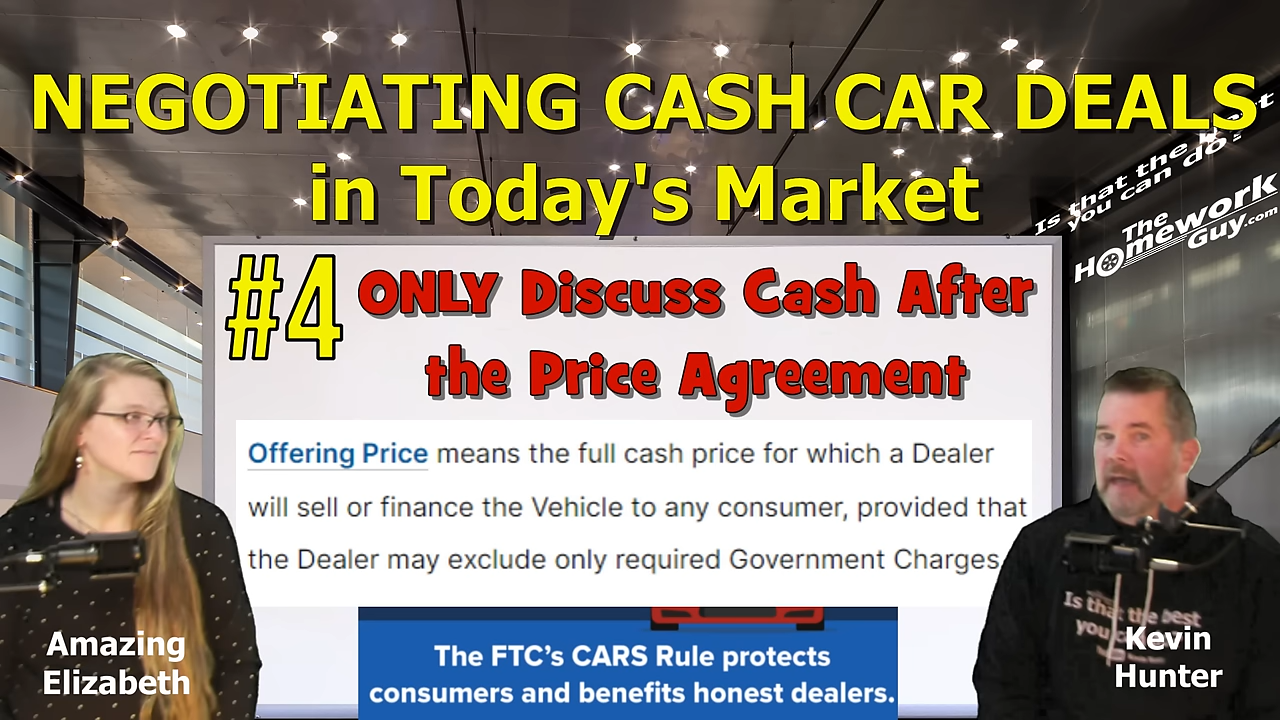 NEGOTIATING CASH CAR DEALS
in Today's Market
Is that the best
you can do?
The
Homework
Guy.com
#4 ONLY Discuss Cash After
the Price Agreement
Offering Price means the full cash price for which a Dealer
will sell or finance the Vehicle to any consumer, provided that
the Dealer may exclude only required Government Charges.
The FTC's CARS Rule protects
consumers and benefits honest dealers.
Amazing
Elizabeth
Is that the best
you
Kevin
Hunter